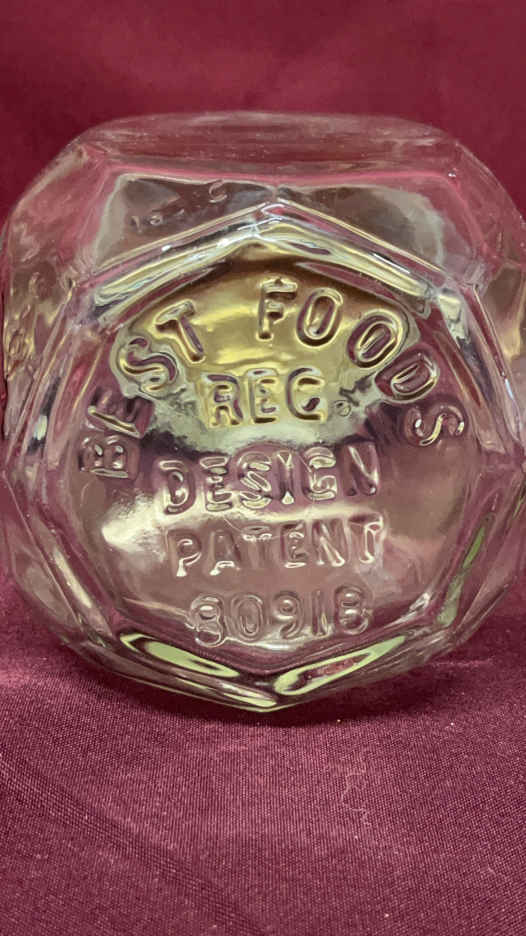 BEST FOODS
REG.
DESIGN
PATENT
80918